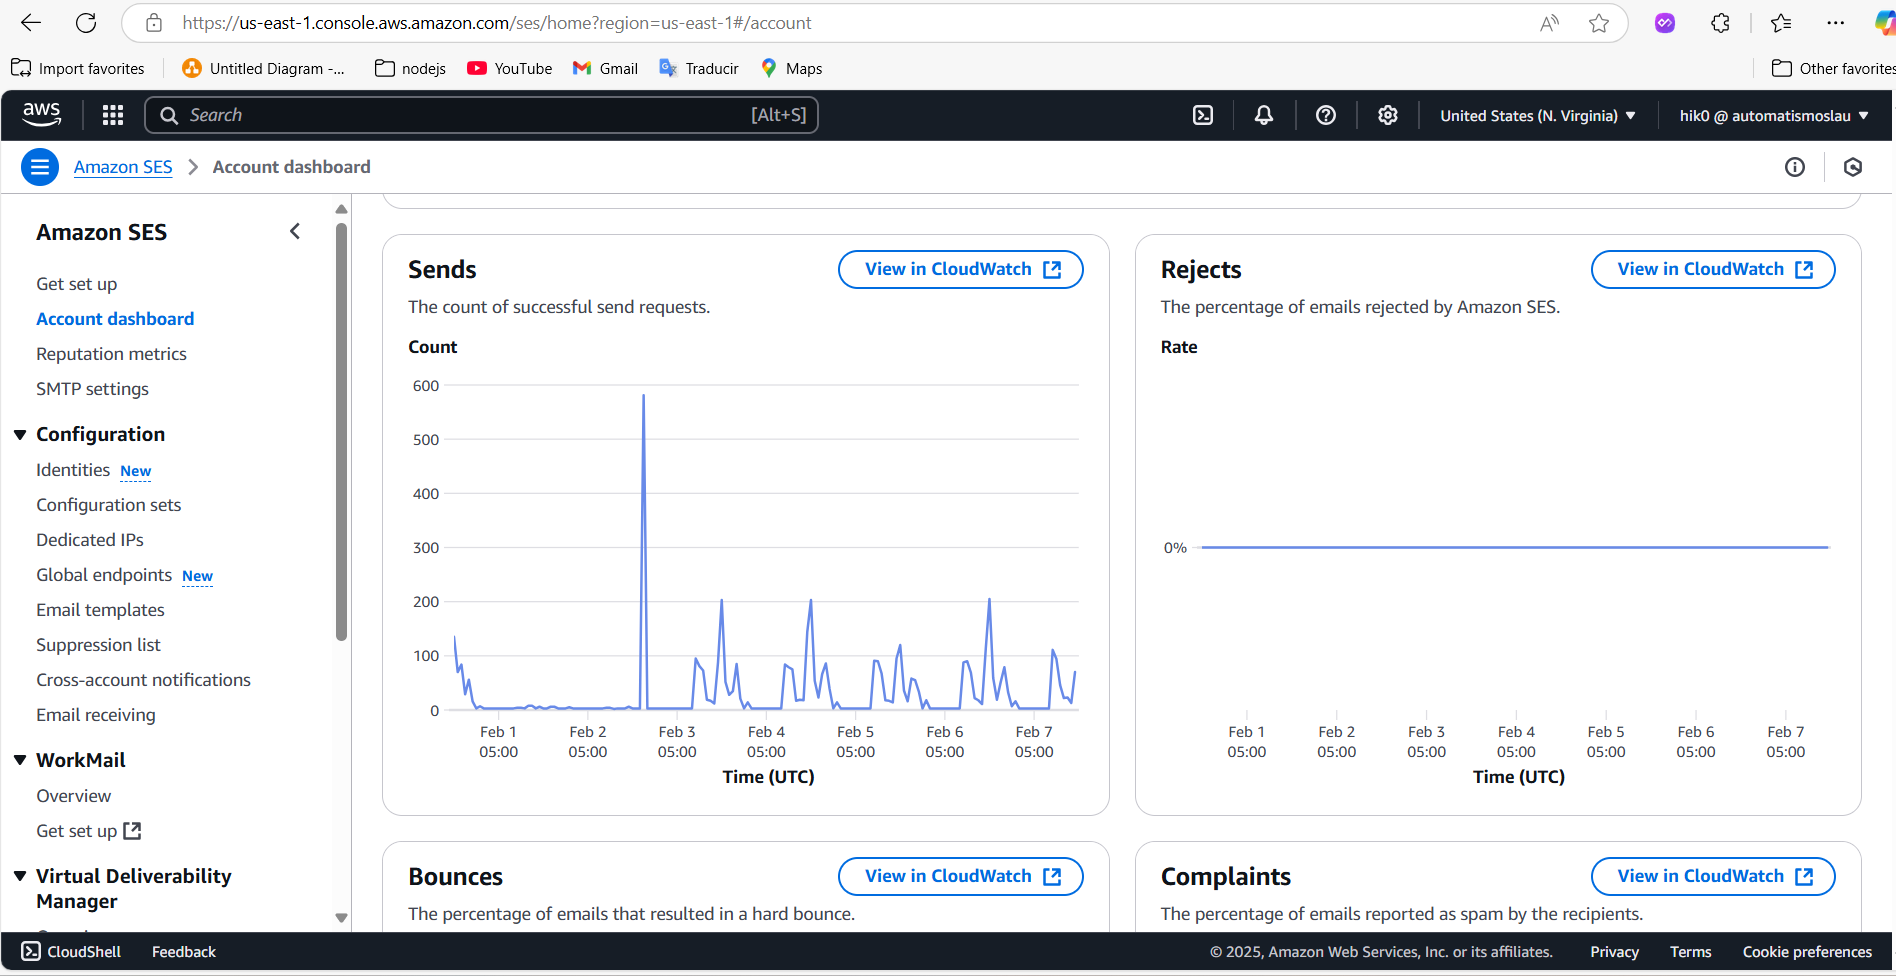 https://us-east-1.console.aws.amazon.com/ses/home?region=us-east-1#/account
Import favorites
Untitled Diagram -...
nodejs
YouTube
Gmail
Traducir
Maps
Other favorites
aws
Search
[Alt+S]
United States (N. Virginia)
hik0 @ automatismoslau
Amazon SES
Account dashboard
Amazon SES
Get set up
Account dashboard
Reputation metrics
SMTP settings
Configuration
Identities New
Configuration sets
Dedicated IPs
Global endpoints New
Email templates
Suppression list
Cross-account notifications
Email receiving
WorkMail
Overview
Get set up
Virtual Deliverability
Manager
Sends
View in CloudWatch
The count of successful send requests.
Count
600
500
400
300
200
100
0
Feb 1
05:00
Feb 2
05:00
Feb 3
05:00
Feb 4
05:00
Feb 5
05:00
Feb 6
05:00
Feb 7
05:00
Time (UTC)
Rejects
View in CloudWatch
The percentage of emails rejected by Amazon SES.
Rate
0%
Feb 1
05:00
Feb 2
05:00
Feb 3
05:00
Feb 4
05:00
Feb 5
05:00
Feb 6
05:00
Feb 7
05:00
Time (UTC)
Bounces
View in CloudWatch
The percentage of emails that resulted in a hard bounce.
Complaints
View in CloudWatch
The percentage of emails reported as spam by the recipients.
CloudShell
Feedback
© 2025, Amazon Web Services, Inc. or its affiliates.
Privacy
Terms
Cookie preferences